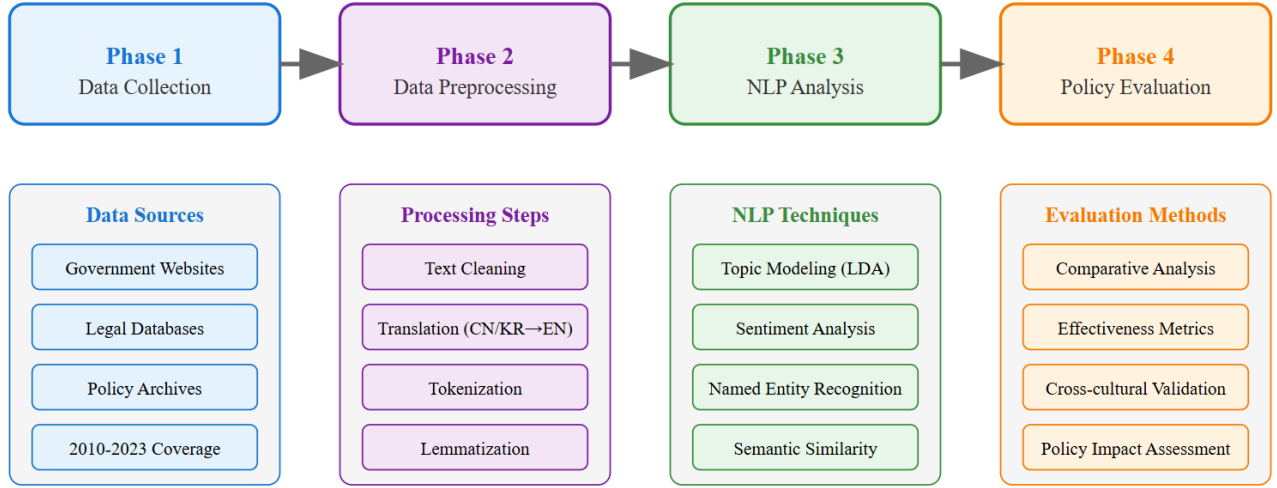 Phase 1
Data Collection
Phase 2
Data Preprocessing
Phase 3
NLP Analysis
Phase 4
Policy Evaluation
Data Sources
Government Websites
Legal Databases
Policy Archives
2010-2023 Coverage
Processing Steps
Text Cleaning
Translation (CN/KR→EN)
Tokenization
Lemmatization
NLP Techniques
Topic Modeling (LDA)
Sentiment Analysis
Named Entity Recognition
Semantic Similarity
Evaluation Methods
Comparative Analysis
Effectiveness Metrics
Cross-cultural Validation
Policy Impact Assessment